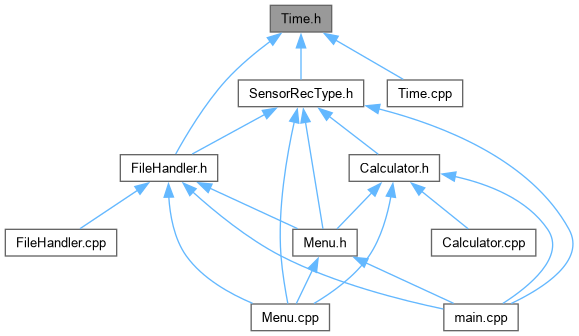 Time.h
SensorRecType.h
Time.cpp
FileHandler.h
Calculator.h
FileHandler.cpp
Menu.h
Calculator.cpp
Menu.cpp
main.cpp